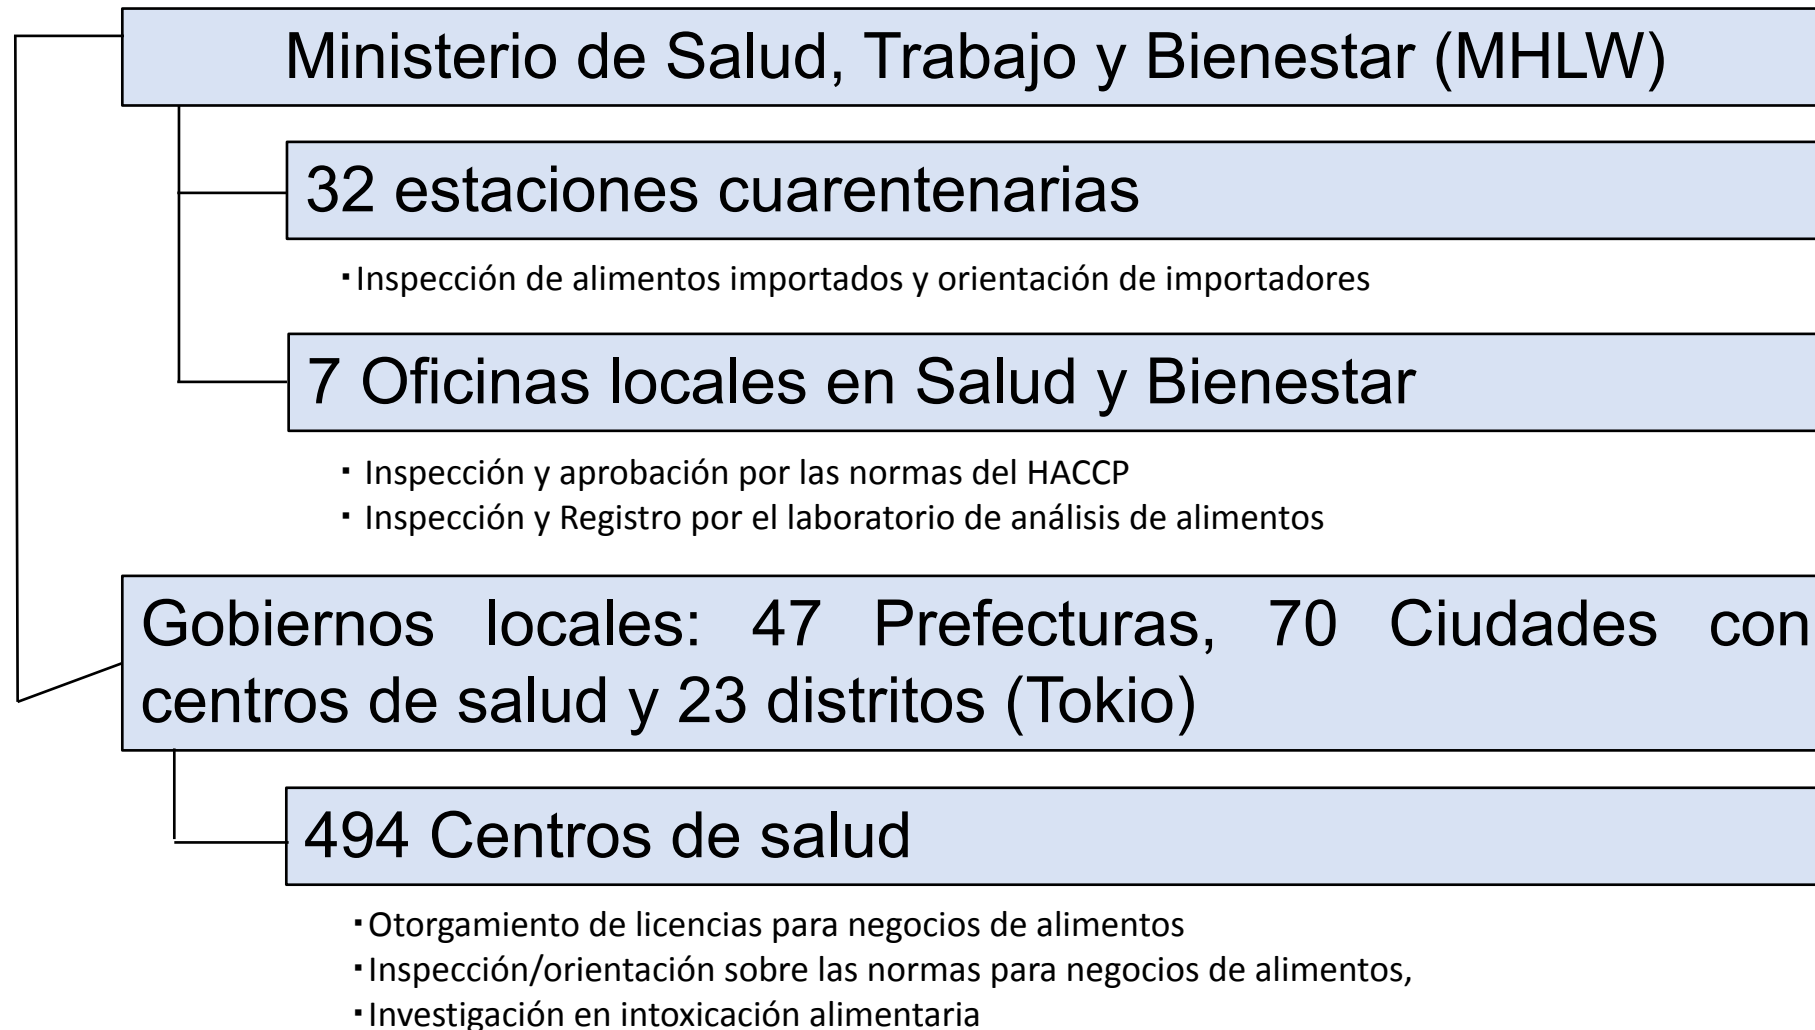 Ministerio de Salud, Trabajo y Bienestar (MHLW)
32 estaciones cuarentenarias
・Inspección de alimentos importados y orientación de importadores
7 Oficinas locales en Salud y Bienestar
・ Inspección y aprobación por las normas del HACCP
・ Inspección y Registro por el laboratorio de análisis de alimentos
Gobiernos locales: 47 Prefecturas, 70 Ciudades con
centros de salud y 23 distritos (Tokio)
494 Centros de salud
・Otorgamiento de licencias para negocios de alimentos
・Inspección/orientación sobre las normas para negocios de alimentos,
・Investigación en intoxicación alimentaria